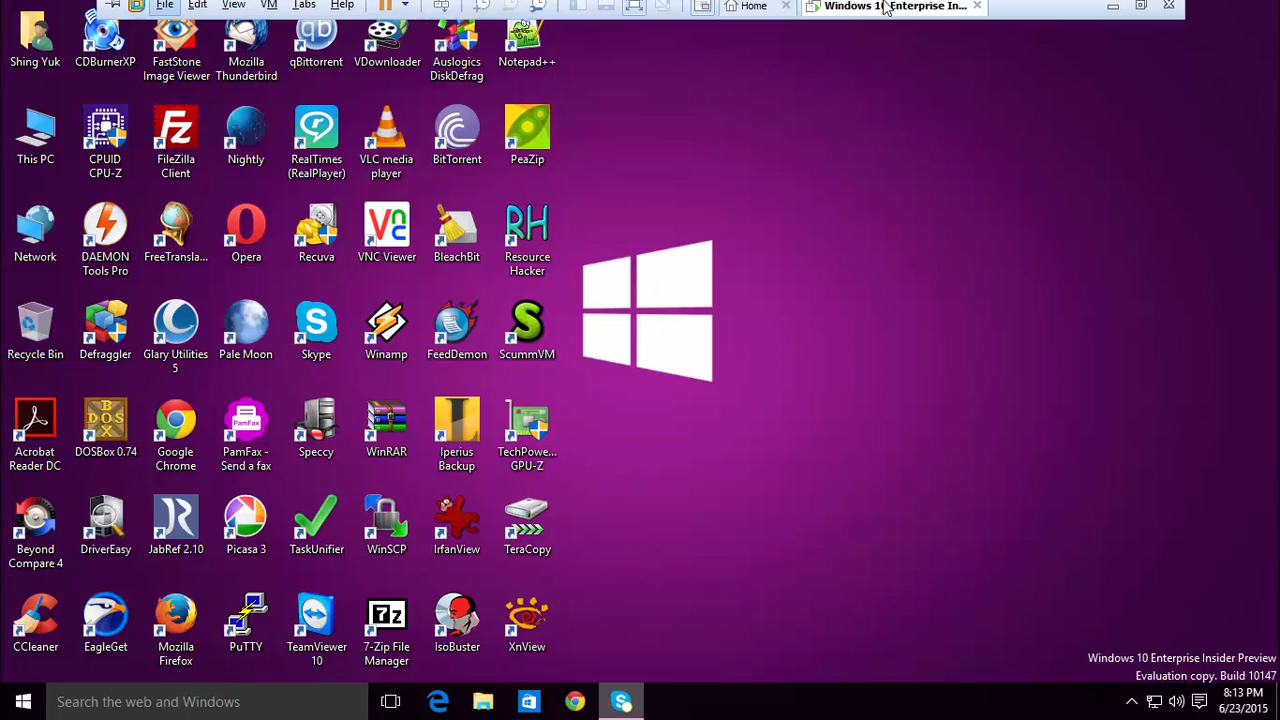 File Edit View VM Tabs Help Home Windows 10 Enterprise In...
Shing Yuk
CDBurnerXP
FastStone
Image Viewer
Mozilla
Thunderbird
qBittorrent
VDownloader
Auslogics
DiskDefrag
Notepad++
This PC
CPUID
CPU-Z
FileZilla
Client
Nightly
RealTimes
(RealPlayer)
VLC media
player
BitTorrent
PeaZip
Network
DAEMON
Tools Pro
FreeTransla...
Opera
Recuva
VNC Viewer
BleachBit
Resource
Hacker
Recycle Bin
Defraggler
Glary Utilities
5
Pale Moon
Skype
Winamp
FeedDemon
ScummVM
Acrobat
Reader DC
DOSBox 0.74
Google
Chrome
PamFax -
Send a fax
Speccy
WinRAR
Iperius
Backup
TechPowe...
GPU-Z
Beyond
Compare 4
DriverEasy
JabRef 2.10
Picasa 3
TaskUnifier
WinSCP
IrfanView
TeraCopy
CCleaner
EagleGet
Mozilla
Firefox
PuTTY
TeamViewer
10
7-Zip File
Manager
IsoBuster
XnView
Windows 10 Enterprise Insider Preview
Evaluation copy. Build 10147
Search the web and Windows
8:13 PM
6/23/2015